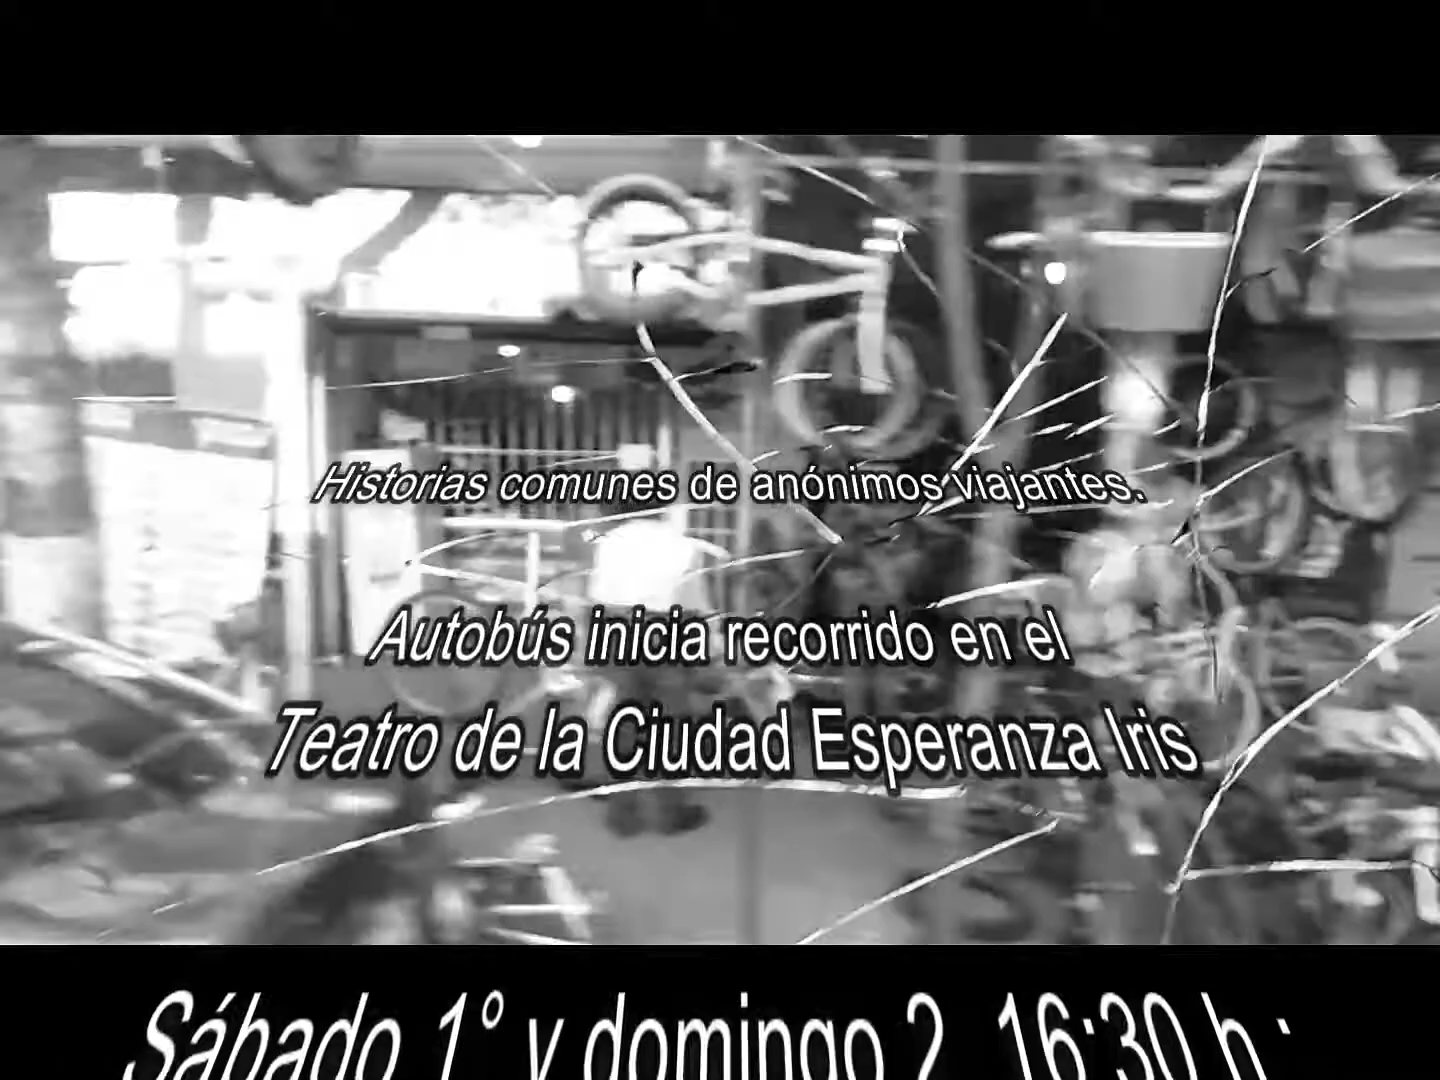 Historias comunes de anónimos viajantes.
Autobús inicia recorrido en el
Teatro de la Ciudad Esperanza Iris
Sábado 1° y domingo 2, 16:30 h.;